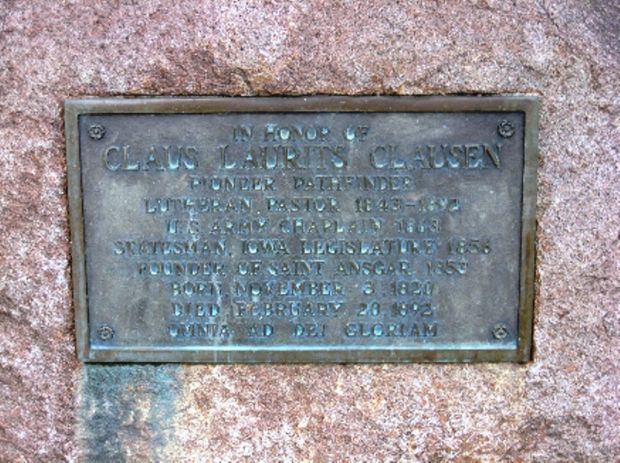 IN HONOR OF
CLAUS LAURITS CLAUSEN
PIONEER PATHFINDER
LUTHERAN PASTOR 1843–1892
U.S. ARMY CHAPLAIN
STATESMAN, IOWA LEGISLATURE 1856
FOUNDER OF SAINT ANSGAR 1853
BORN NOVEMBER 3, 1820
DIED FEBRUARY 20, 1892
OMNIA AD DEI GLORIAM